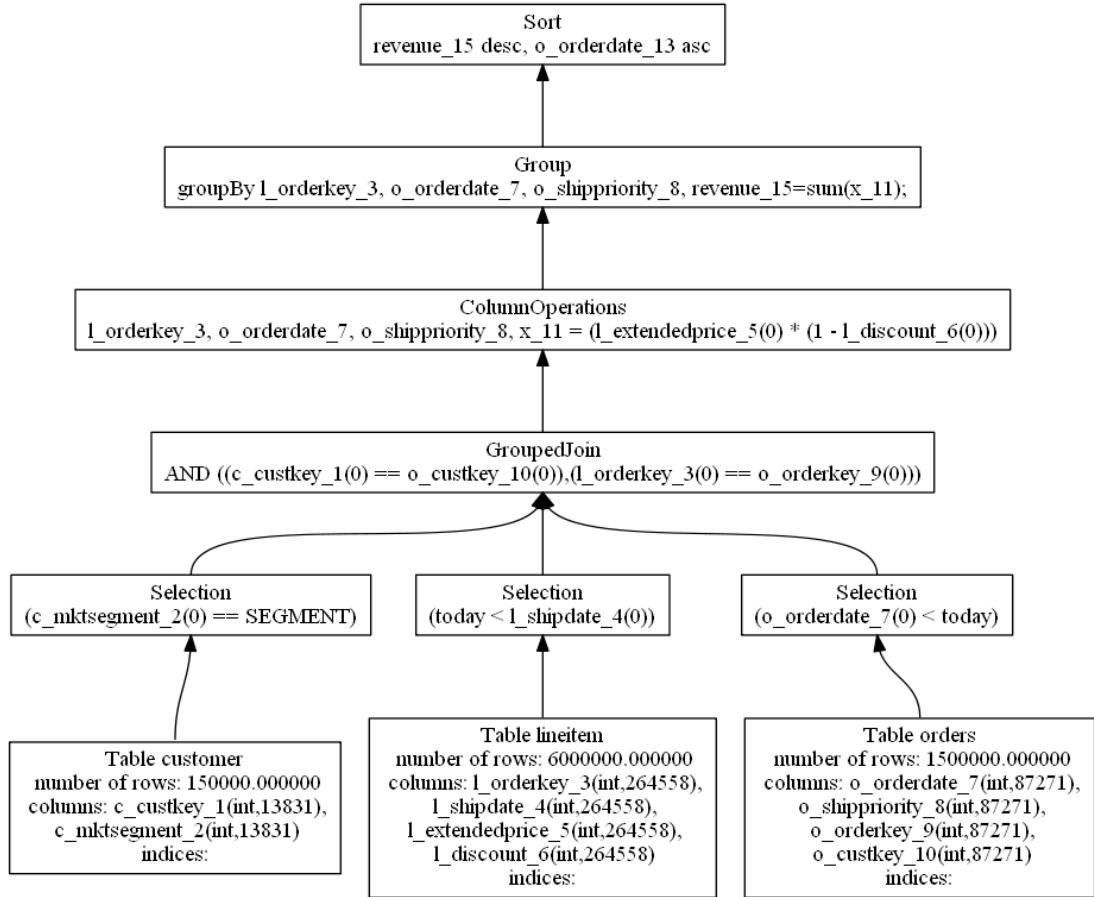 Sort
revenue_15 desc, o_orderdate_13 asc
Group
groupBy l_orderkey_3, o_orderdate_7, o_shippriority_8, revenue_15=sum(x_11);
ColumnOperations
l_orderkey_3, o_orderdate_7, o_shippriority_8, x_11 = (l_extendedprice_5(0) * (1 - l_discount_6(0)))
GroupedJoin
AND ((c_custkey_1(0) == o_custkey_10(0)),(l_orderkey_3(0) == o_orderkey_9(0)))
Selection
(c_mktsegment_2(0) == SEGMENT)
Selection
(today < l_shipdate_4(0))
Selection
(o_orderdate_7(0) < today)
Table customer
number of rows: 150000.000000
columns: c_custkey_1(int,13831),
c_mktsegment_2(int,13831)
indices:
Table lineitem
number of rows: 6000000.000000
columns: l_orderkey_3(int,264558),
l_shipdate_4(int,264558),
l_extendedprice_5(int,264558),
l_discount_6(int,264558)
indices:
Table orders
number of rows: 1500000.000000
columns: o_orderdate_7(int,87271),
o_shippriority_8(int,87271),
o_orderkey_9(int,87271),
o_custkey_10(int,87271)
indices: